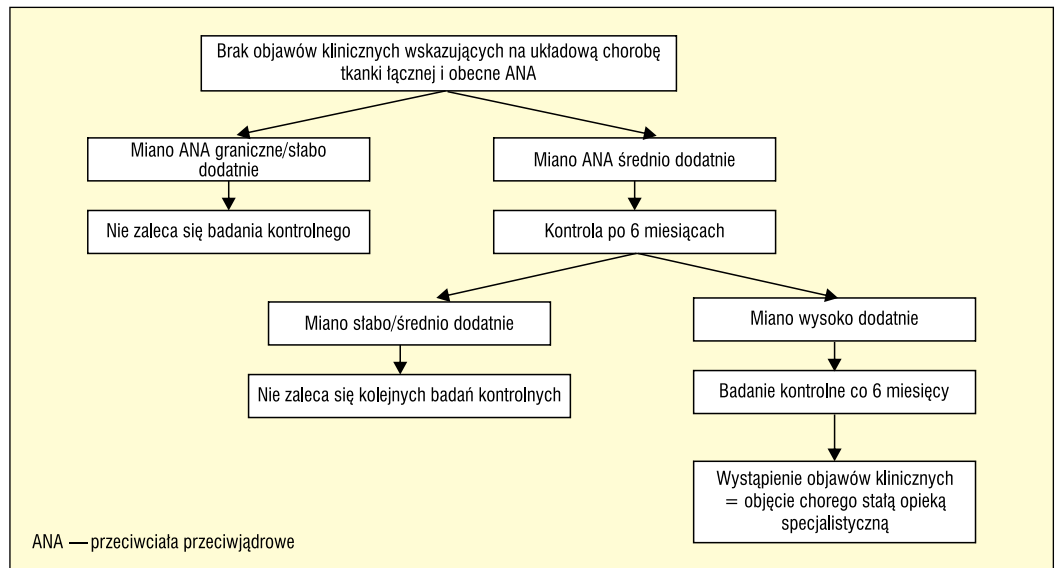 Brak objawów klinicznych wskazujących na układową chorobę
tkanki łącznej i obecne ANA
Miano ANA graniczne/słabo
dodatnie
Miano ANA średnio dodatnie
Nie zaleca się badania kontrolnego
Kontrola po 6 miesiącach
Miano słabo/średnio dodatnie
Miano wysoko dodatnie
Nie zaleca się kolejnych badań kontrolnych
Badanie kontrolne co 6 miesięcy
Wystąpienie objawów klinicznych
= objęcie chorego stałą opieką
specjalistyczną
ANA — przeciwciała przeciwjądrowe